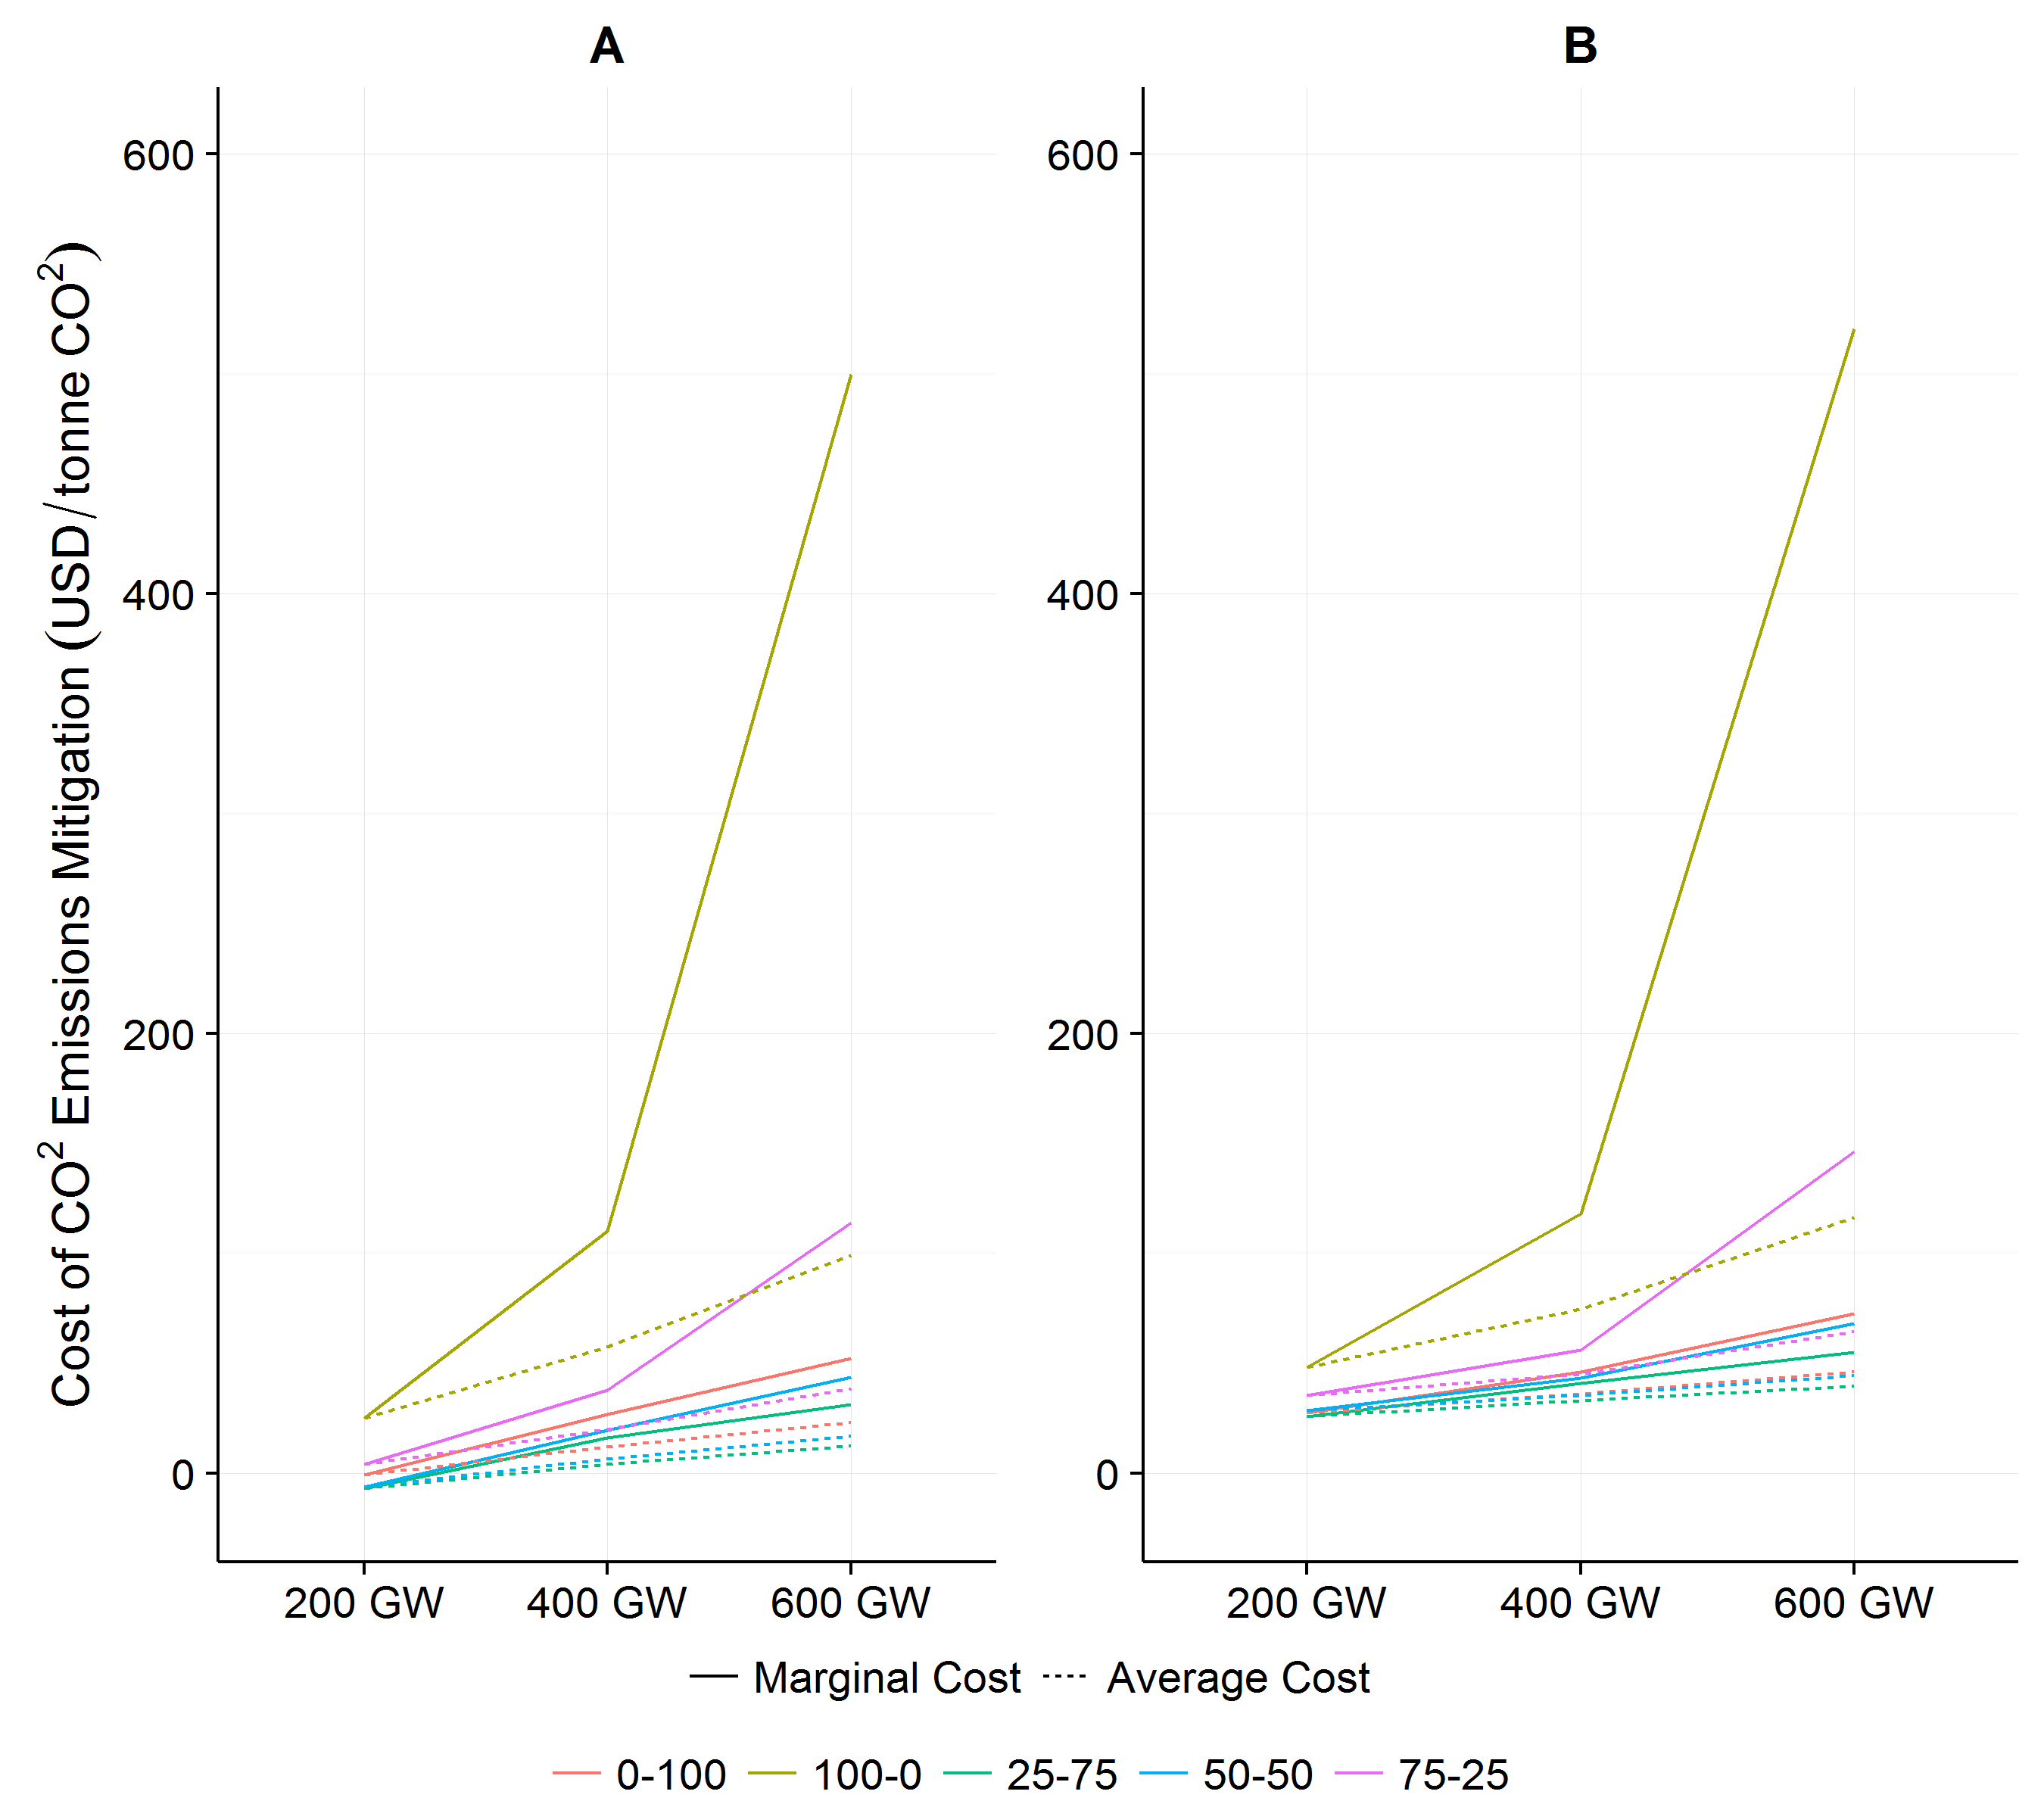 A
B
Cost of CO² Emissions Mitigation (USD/tonne CO²)
600
400
200
0
600
400
200
0
200 GW 400 GW 600 GW
200 GW 400 GW 600 GW
Marginal Cost Average Cost
0-100 100-0 25-75 50-50 75-25